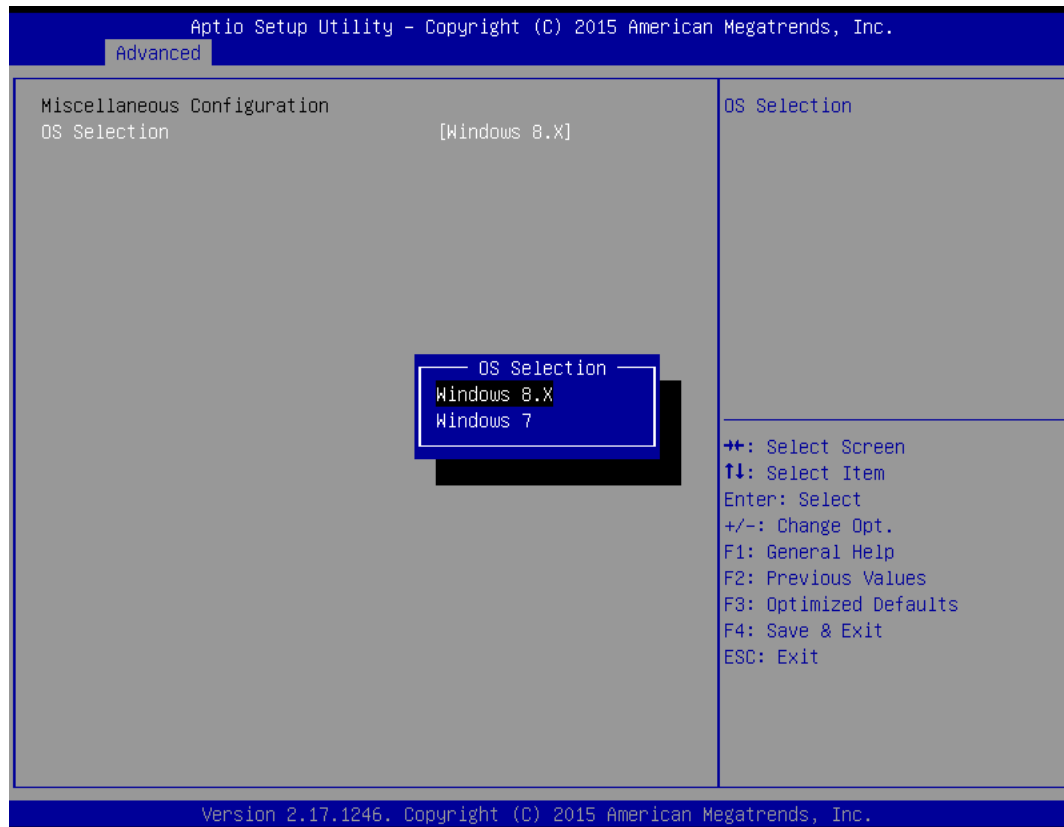 Aptio Setup Utility – Copyright (C) 2015 American Megatrends, Inc.
Advanced
Miscellaneous Configuration
OS Selection [Windows 8.X]
OS Selection
OS Selection
Windows 8.X
Windows 7
→←: Select Screen
↑↓: Select Item
Enter: Select
+/-: Change Opt.
F1: General Help
F2: Previous Values
F3: Optimized Defaults
F4: Save & Exit
ESC: Exit
Version 2.17.1246. Copyright (C) 2015 American Megatrends, Inc.